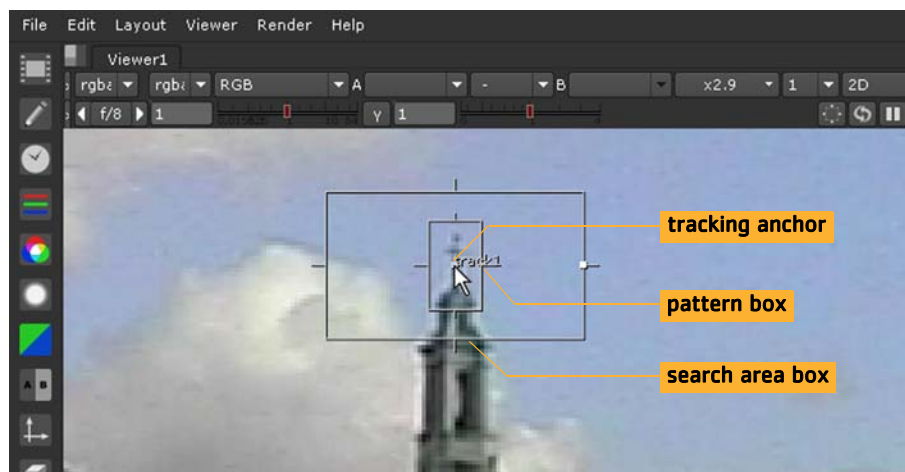 File Edit Layout Viewer Render Help
Viewer1
rgba rgba RGB A - B x2.9 1 2D
f/8 1 γ 1
tracking anchor
track1
pattern box
search area box
A B